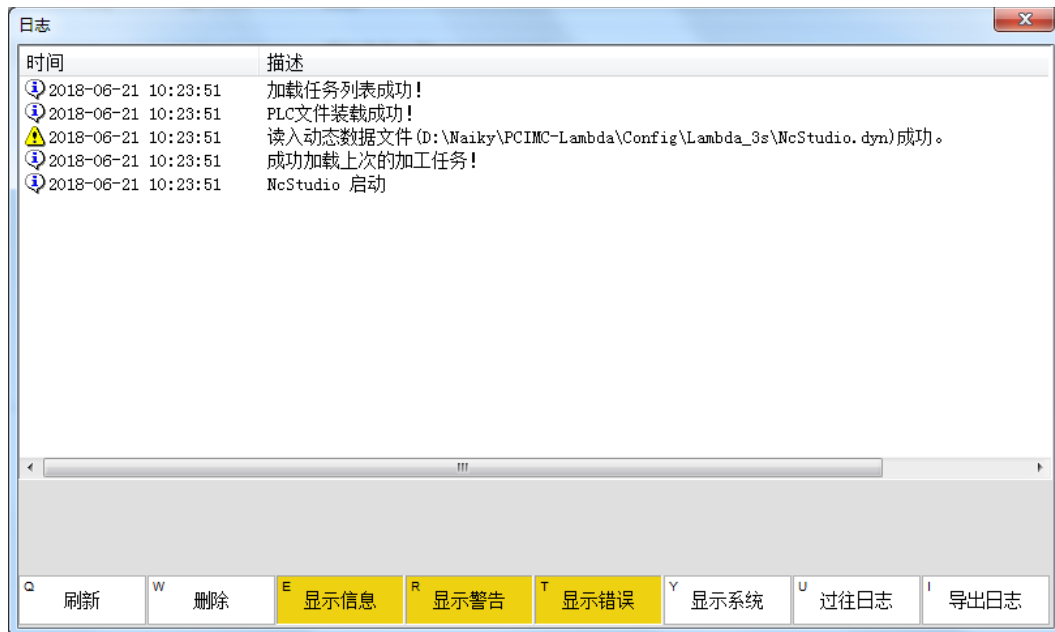 日志
时间 描述
2018-06-21 10:23:51 加载任务列表成功!
2018-06-21 10:23:51 PLC文件装载成功!
2018-06-21 10:23:51 读入动态数据文件(D:\Naiky\PCIMC-Lambda\Config\Lambda_3s\NcStudio.dyn)成功。
2018-06-21 10:23:51 成功加载上次的加工任务!
2018-06-21 10:23:51 NcStudio 启动
Q 刷新 W 删除 E 显示信息 R 显示警告 T 显示错误 Y 显示系统 U 过往日志 I 导出日志